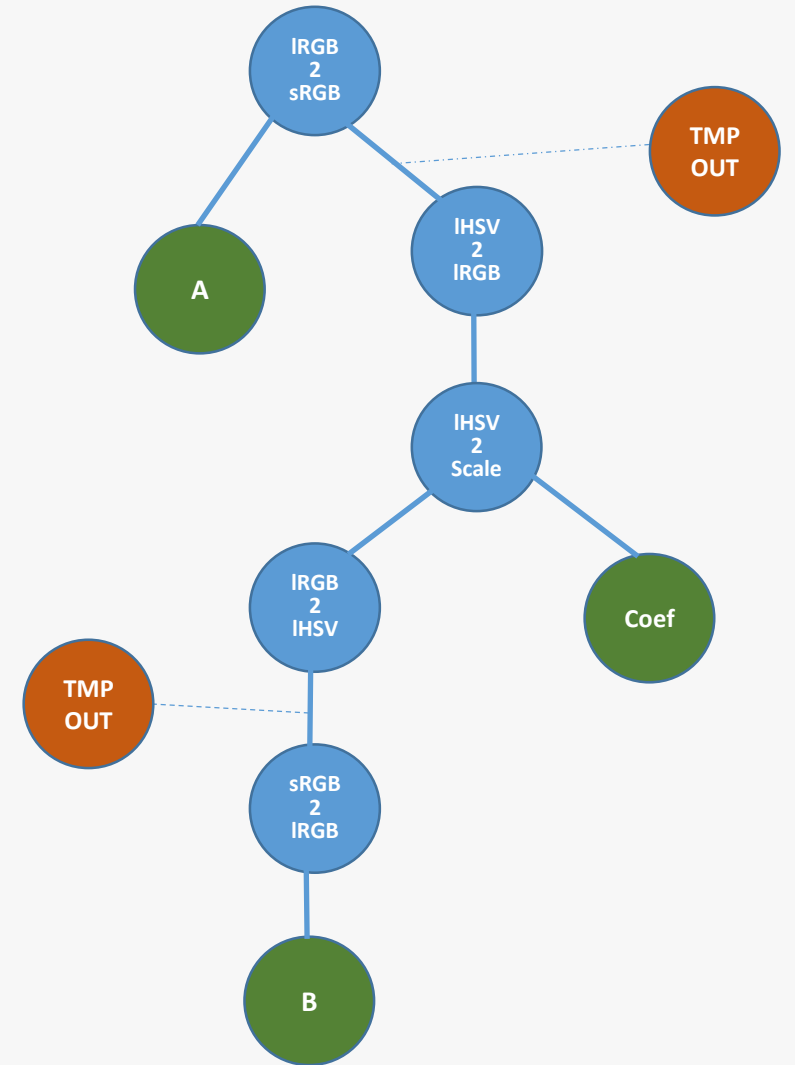 lRGB
2
sRGB
TMP
OUT
lHSV
2
lRGB
A
lHSV
2
Scale
lRGB
2
lHSV
Coef
TMP
OUT
sRGB
2
lRGB
B